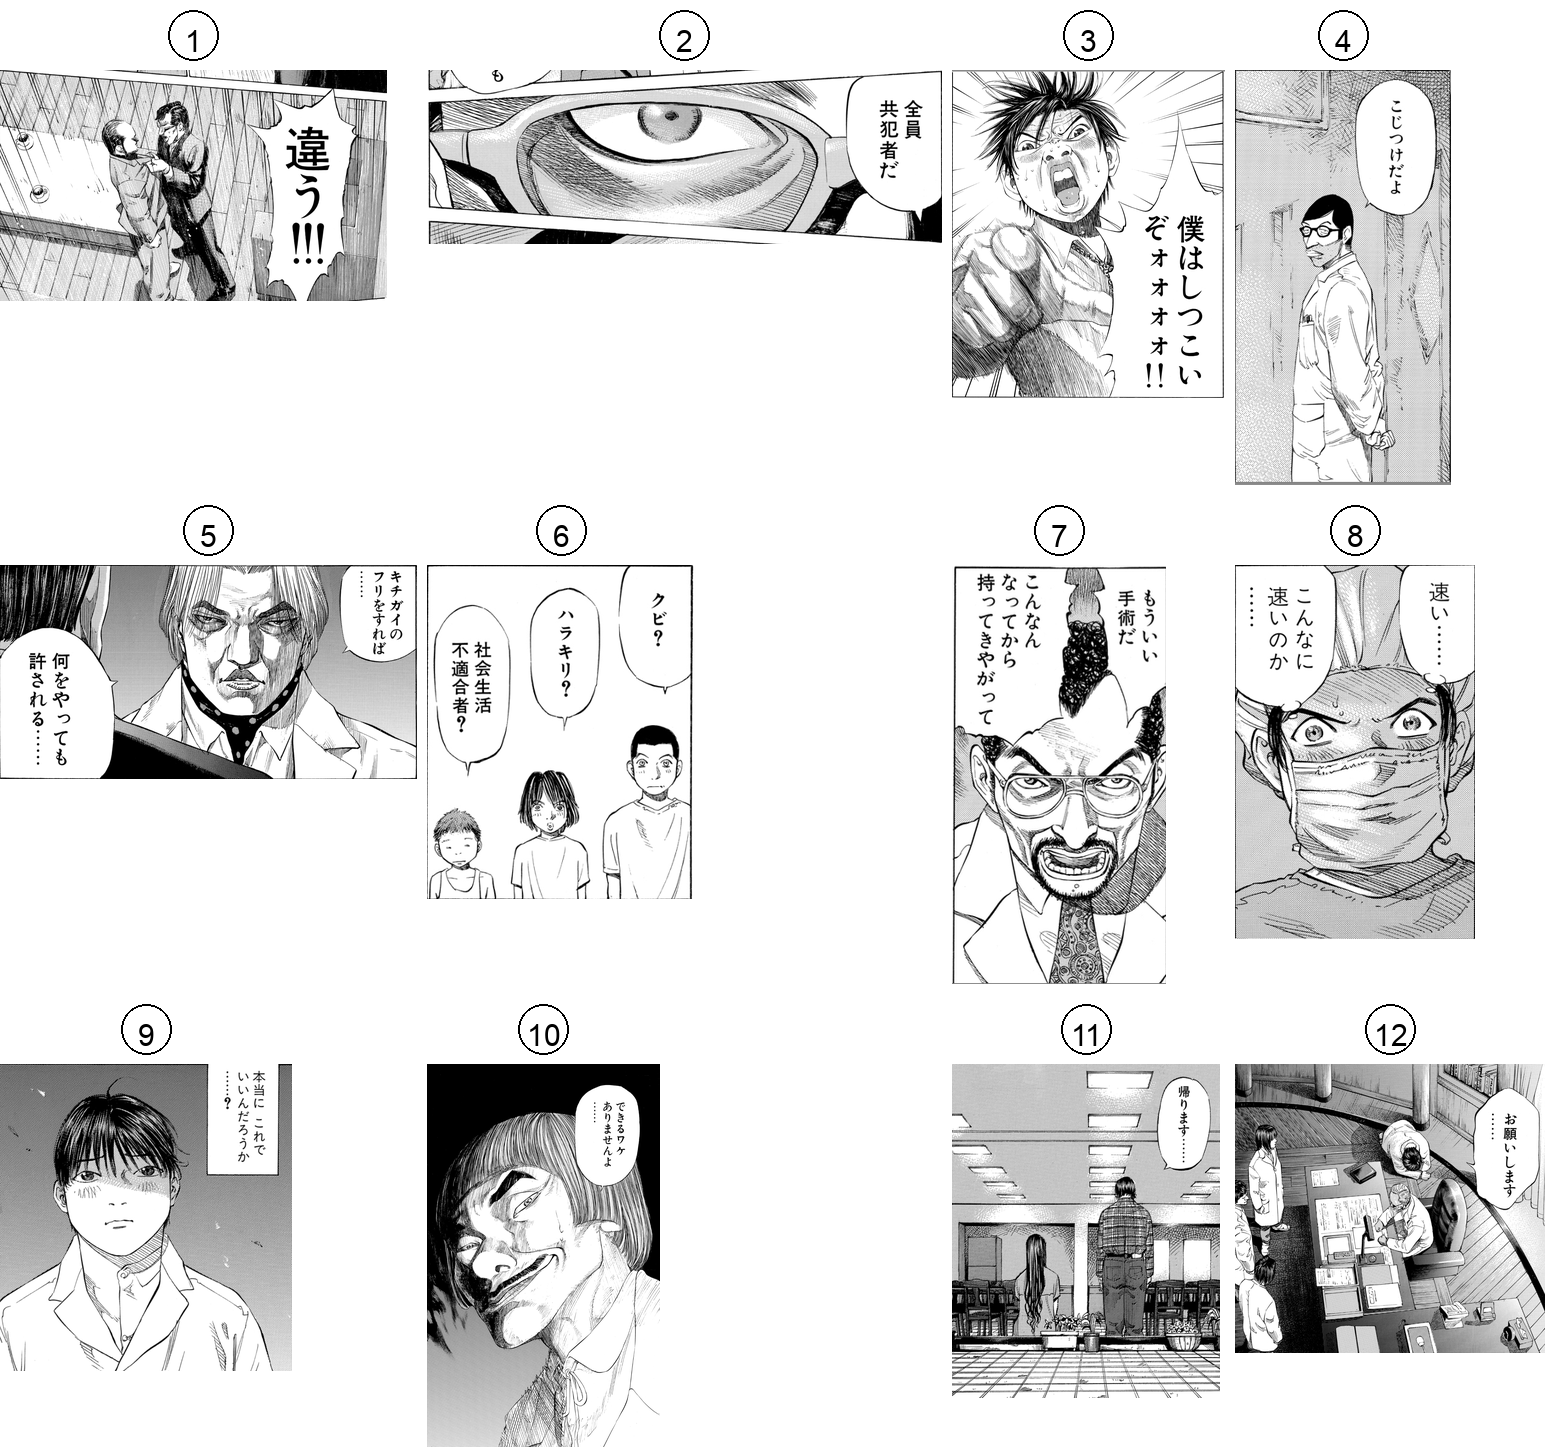 1
違う!!!
2
も
全員
共犯者だ
3
僕はしつこい
ぞォォォォ!!
4
こじつけだよ
5
キチガイの
フリをすれば
……
何をやっても
許される……
6
クビ?
ハラキリ?
社会生活
不適合者?
7
もういい
手術だ
こんなん
なってから
持ってきやがって
8
速い……
こんなに
速いのか
……
9
本当に これで
いいんだろうか
……?
10
できるワケ
ありませんよ
……
11
帰ります……
12
お願いします
……